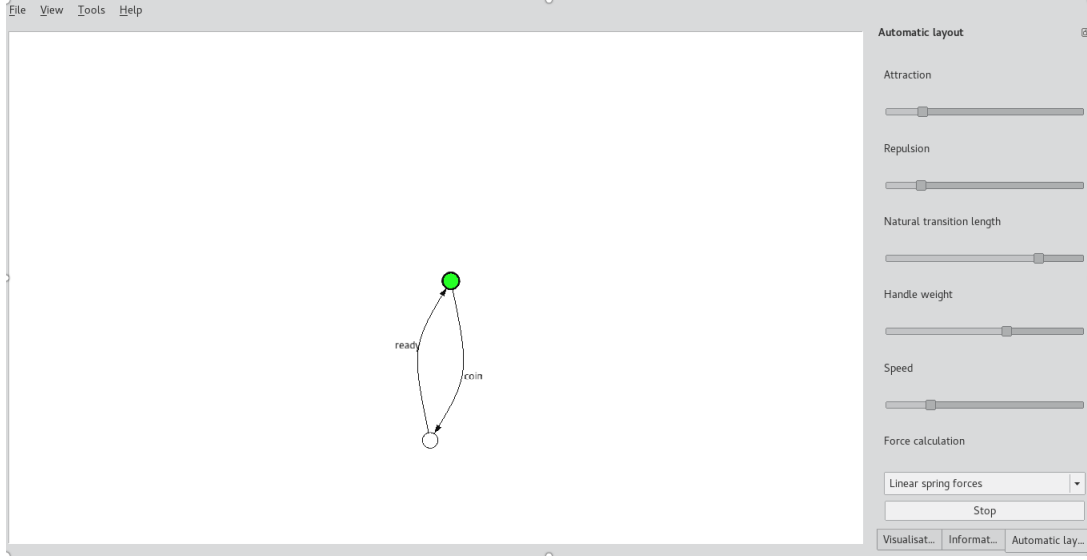 File View Tools Help
Automatic layout
Attraction
Repulsion
Natural transition length
Handle weight
Speed
Force calculation
Linear spring forces
Stop
Visualisat... Informat... Automatic lay...
ready
coin